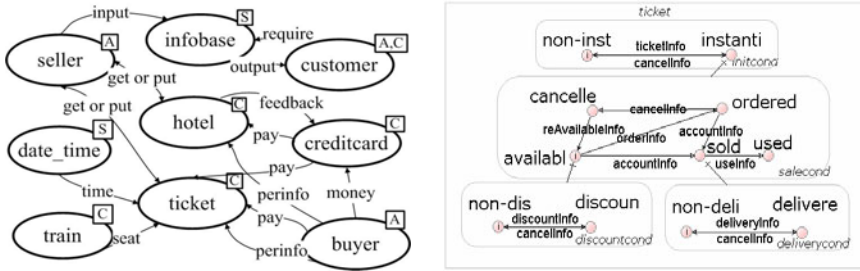 input
S
infobase
A
seller
require
A,C
output
customer
get or put
get or put
feedback
C
hotel
C
creditcard
pay
S
date_time
pay
C
time
ticket
perinfo
money
C
train
seat
pay
A
buyer
perinfo
ticket
non-inst
instanti
ticketInfo
cancelInfo
initcond
cancelle
ordered
cancelInfo
reAvailableInfo
orderInfo
accountInfo
availabl
i
accountInfo
sold
used
useInfo
salecond
non-dis
discoun
discountInfo
cancelInfo
discountcond
non-deli
delivere
deliveryInfo
cancelInfo
deliverycond